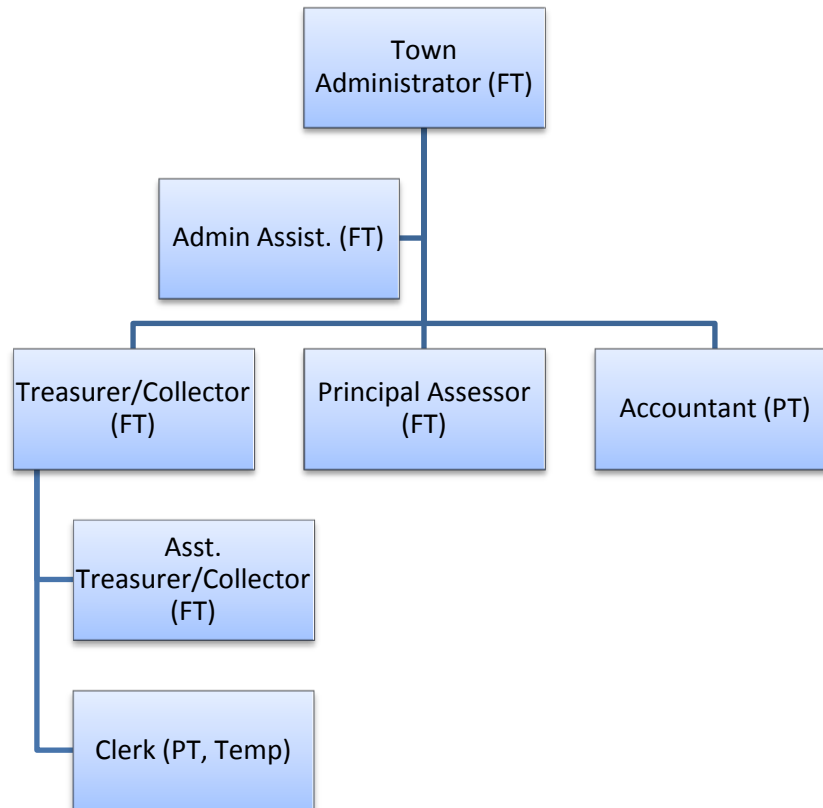 Town
Administrator (FT)
Admin Assist. (FT)
Treasurer/Collector
(FT)
Principal Assessor
(FT)
Accountant (PT)
Asst.
Treasurer/Collector
(FT)
Clerk (PT, Temp)